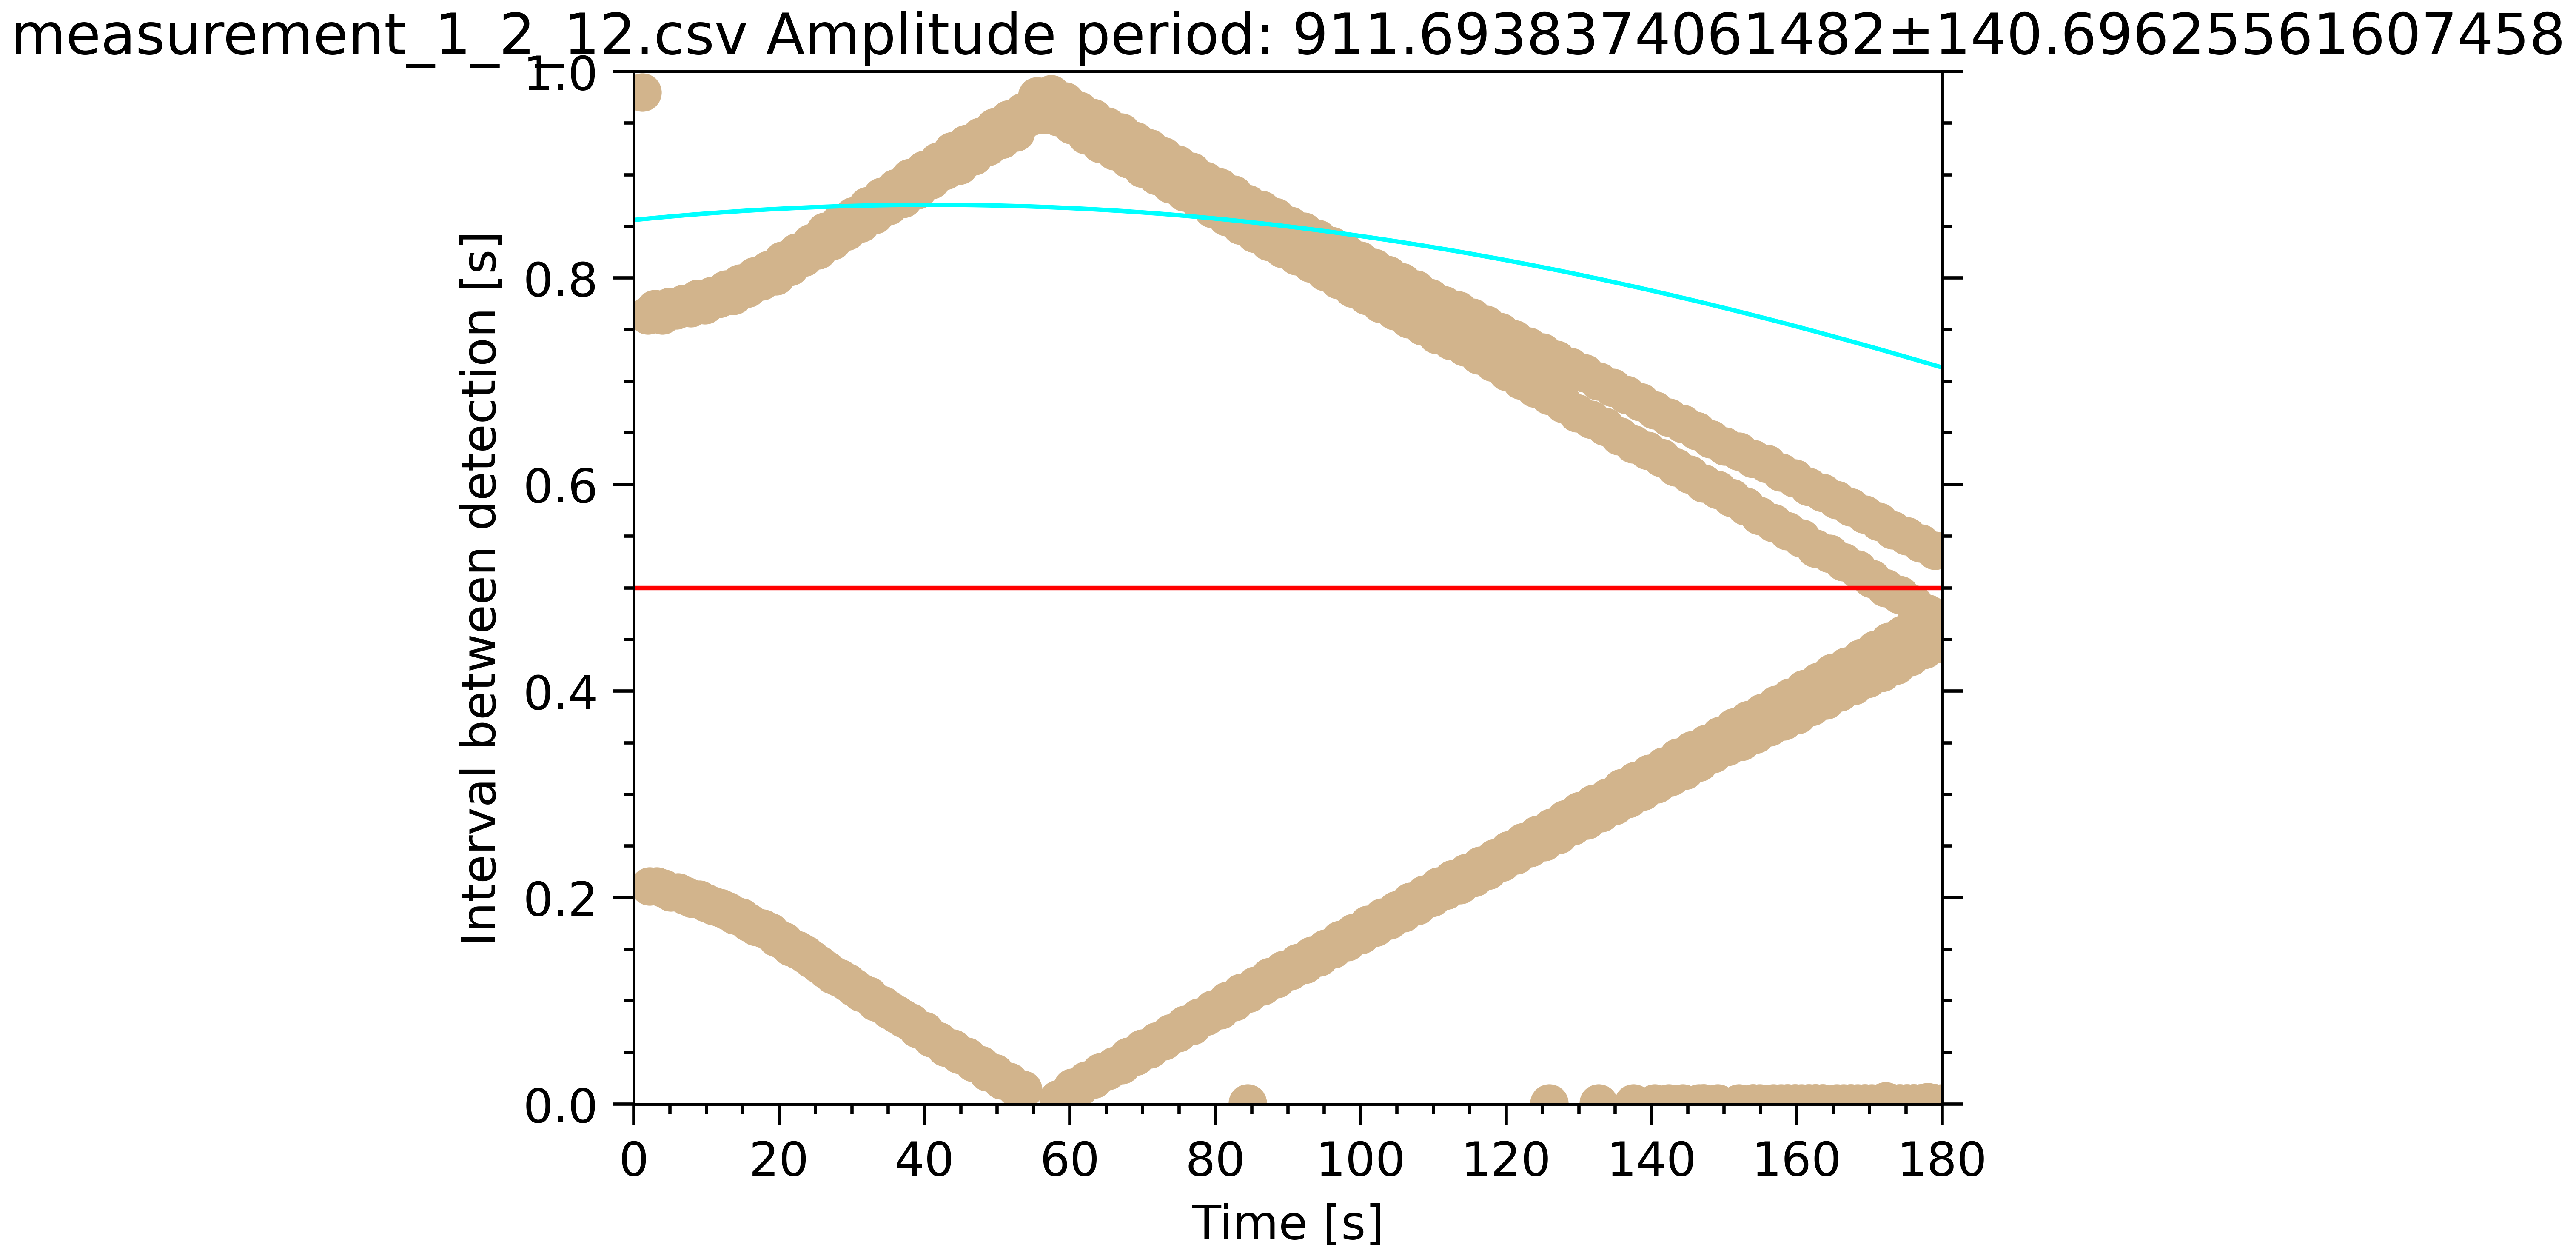 measurement_1_2_12.csv Amplitude period: 911.6938374061482±140.69625561607458
1.0
0.8
0.6
0.4
0.2
0.0
Interval between detection [s]
0 20 40 60 80 100 120 140 160 180
Time [s]